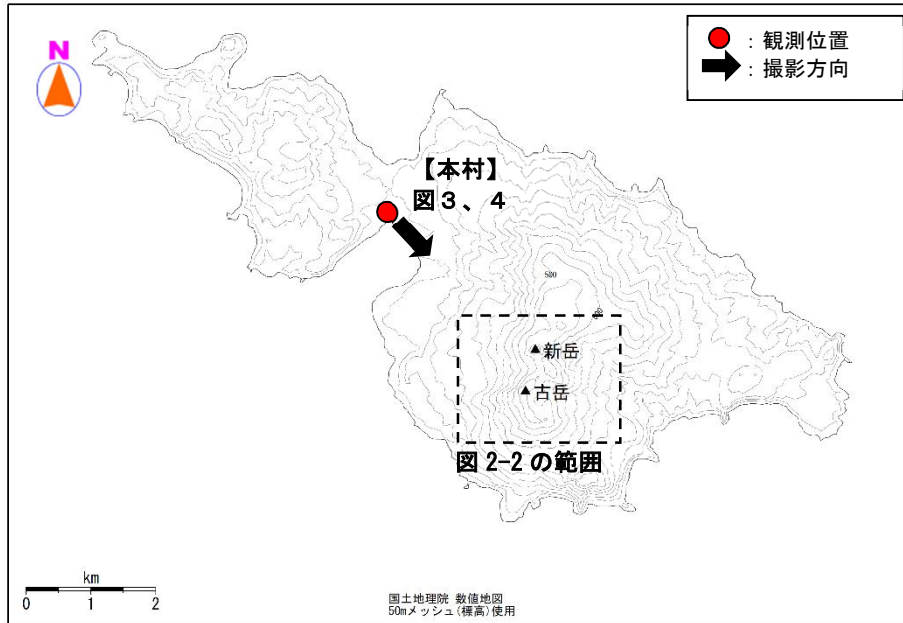 N
：観測位置
：撮影方向
【本村】
図３、４
500
▲新岳
▲古岳
図 2-2 の範囲
km
0 1 2
国土地理院 数値地図
50mメッシュ(標高)使用